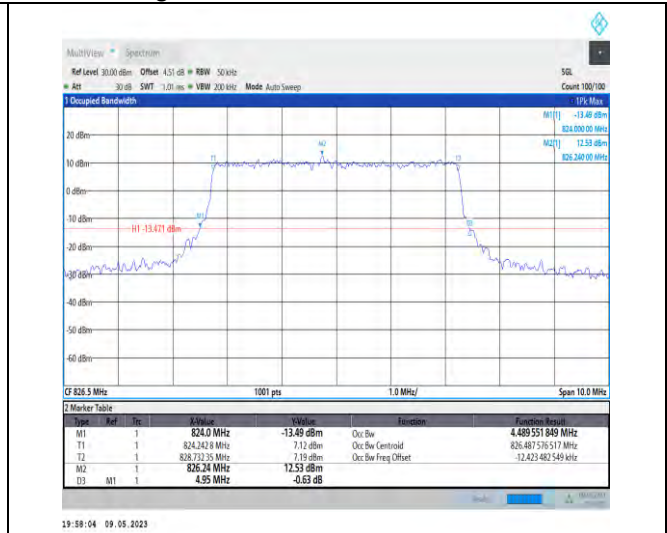 MultiView Spectrum
Ref Level 30.00 dBm Offset 4.51 dB RBW 50 kHz SGL
Att 30 dB SWT 1.01 ms VBW 200 kHz Mode Auto Sweep Count 100/100
1 Occupied Bandwidth 1Pk Max
M1[1] -13.49 dBm
824.000 00 MHz
20 dBm M2 M2[1] 12.53 dBm
10 dBm T1 T2 826.240 00 MHz
0 dBm
-10 dBm M1
H1 -13.471 dBm
-20 dBm
-30 dBm
-40 dBm
-50 dBm
-60 dBm
CF 826.5 MHz 1001 pts 1.0 MHz/ Span 10.0 MHz
2 Marker Table
Type Ref Trc X-Value Y-Value Function Function Result
M1 1 824.0 MHz -13.49 dBm Occ Bw 4.489 551 849 MHz
T1 1 824.242 8 MHz 7.12 dBm Occ Bw Centroid 826.487 576 517 MHz
T2 1 828.732 35 MHz 7.19 dBm Occ Bw Freq Offset -12.423 482 549 kHz
M2 1 826.24 MHz 12.53 dBm
D3 M1 1 4.95 MHz -0.63 dB
19:58:04 09.05.2023